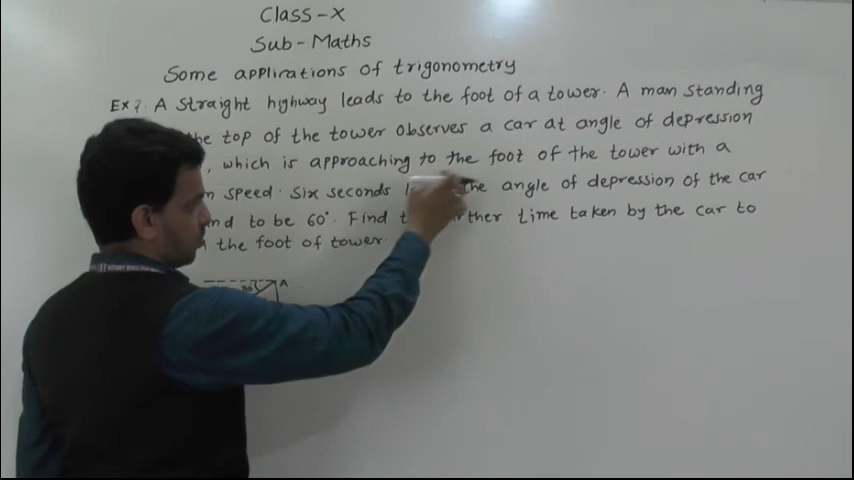 Class-X
Sub-Maths
Some applications of trigonometry
Ex 7. A straight highway leads to the foot of a tower. A man standing
the top of the tower observes a car at angle of depression
, which is approaching to the foot of the tower with a
speed. Six seconds the angle of depression of the car
to be 60°. Find time taken by the car to
the foot of tower.
30° A